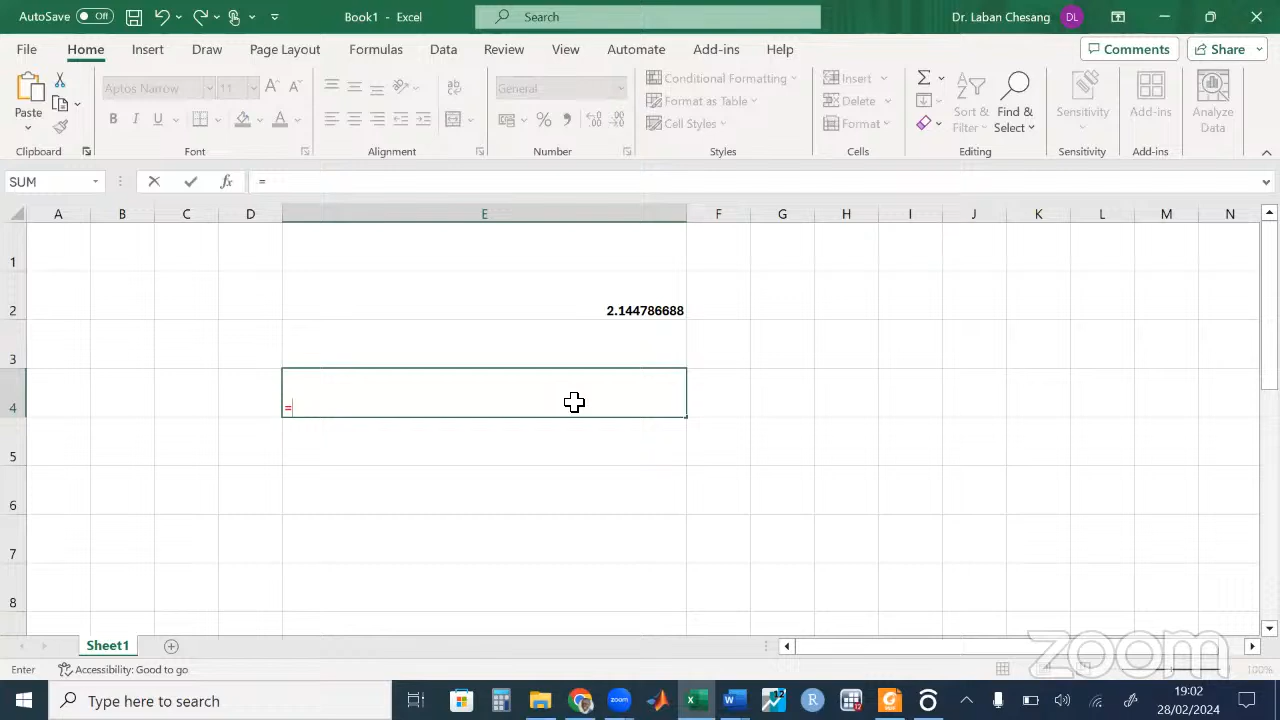 AutoSave Off Book1 - Excel Search Dr. Laban Chesang DL
File Home Insert Draw Page Layout Formulas Data Review View Automate Add-ins Help Comments Share
Paste
Aptos Narrow
General
Conditional Formatting
Format as Table
Cell Styles
Insert
Delete
Format
Sort &
Filter
Find &
Select
Sensitivity
Add-ins
Analyze
Data
Clipboard Font Alignment Number Styles Cells Editing Sensitivity Add-ins
SUM fx =
A B C D E F G H I J K L M N
1
2 2.144786688
3
4 =
5
6
7
8
Sheet1
zoom
Enter Accessibility: Good to go 100%
Type here to search
19:02
28/02/2024